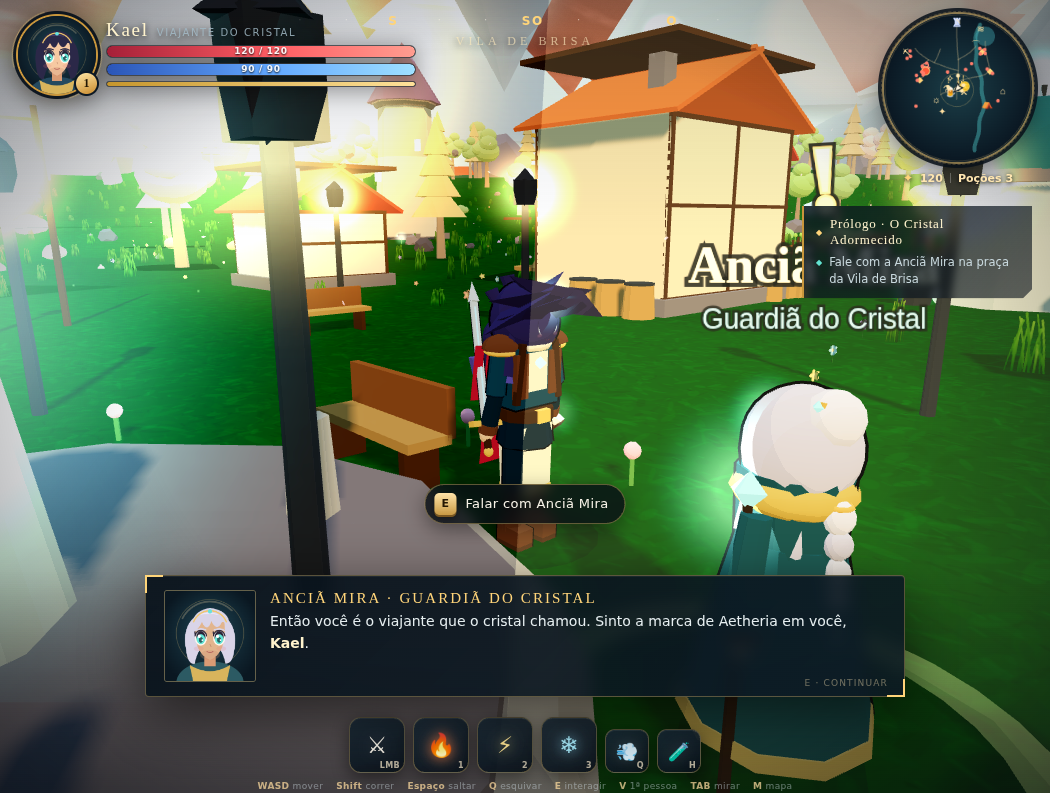 Kael VIAJANTE DO CRISTAL
120 / 120
90 / 90
1
S SO O
VILA DE BRISA
120 | Poções 3
Prólogo · O Cristal
Adormecido
Fale com a Anciã Mira na praça
da Vila de Brisa
Anciã
Guardiã do Cristal
E Falar com Anciã Mira
ANCIÃ MIRA · GUARDIÃ DO CRISTAL
Então você é o viajante que o cristal chamou. Sinto a marca de Aetheria em você,
Kael.
E · CONTINUAR
LMB 1 2 3 Q H
WASD mover Shift correr Espaço saltar Q esquivar E interagir V 1ª pessoa TAB mirar M mapa